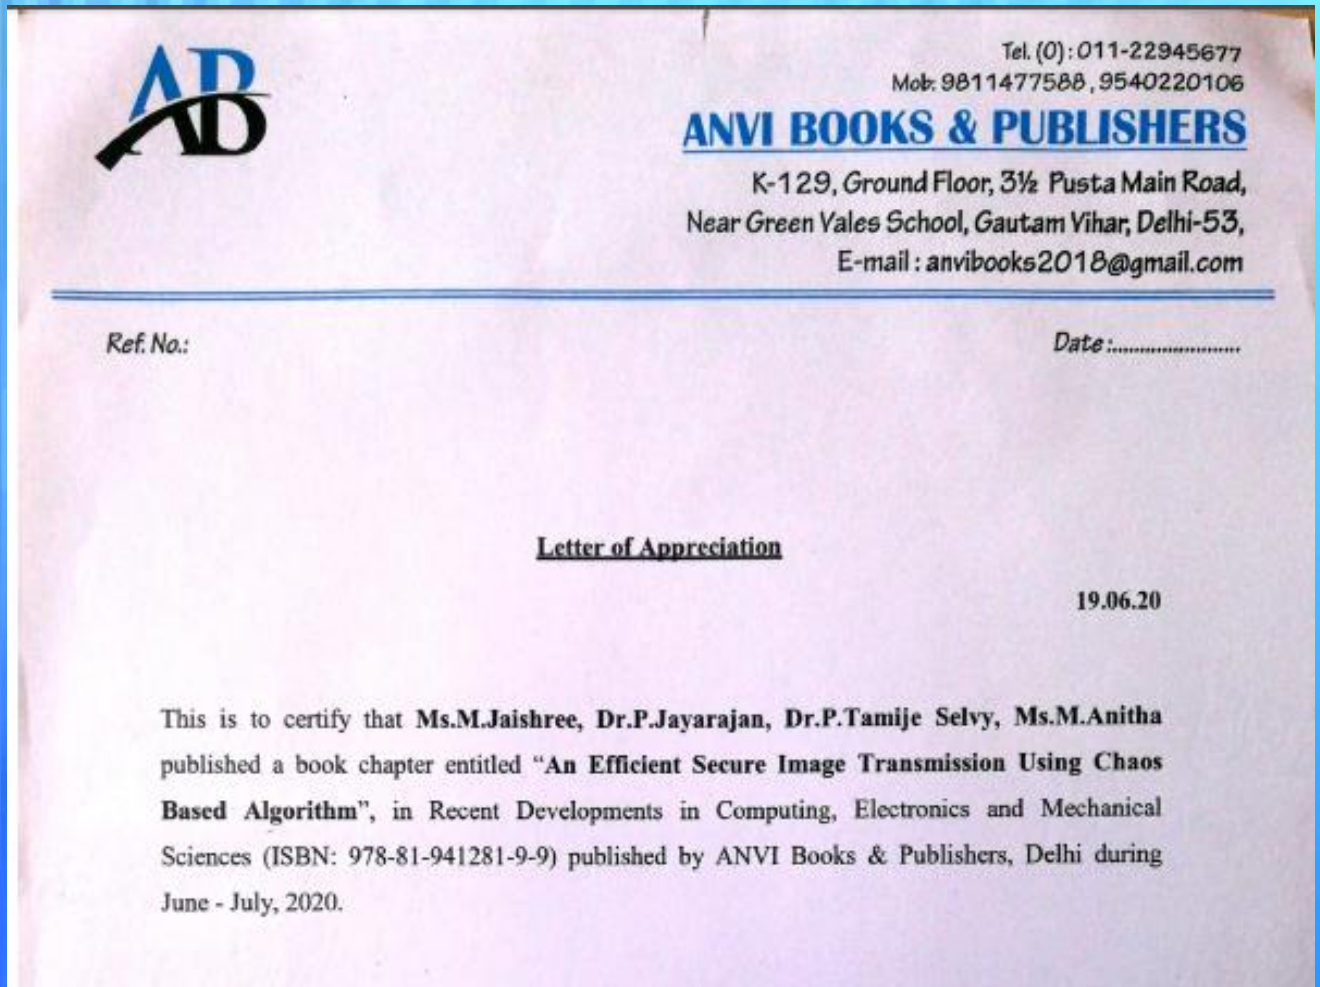 AB
Tel. (O) : 011-22945677
Mob: 9811477588, 9540220106
ANVI BOOKS & PUBLISHERS
K-129, Ground Floor, 3½ Pusta Main Road,
Near Green Vales School, Gautam Vihar, Delhi-53,
E-mail : anvibooks2018@gmail.com
Ref. No.:
Date :........................
Letter of Appreciation
19.06.20
This is to certify that Ms.M.Jaishree, Dr.P.Jayarajan, Dr.P.Tamije Selvy, Ms.M.Anitha
published a book chapter entitled “An Efficient Secure Image Transmission Using Chaos
Based Algorithm”, in Recent Developments in Computing, Electronics and Mechanical
Sciences (ISBN: 978-81-941281-9-9) published by ANVI Books & Publishers, Delhi during
June - July, 2020.